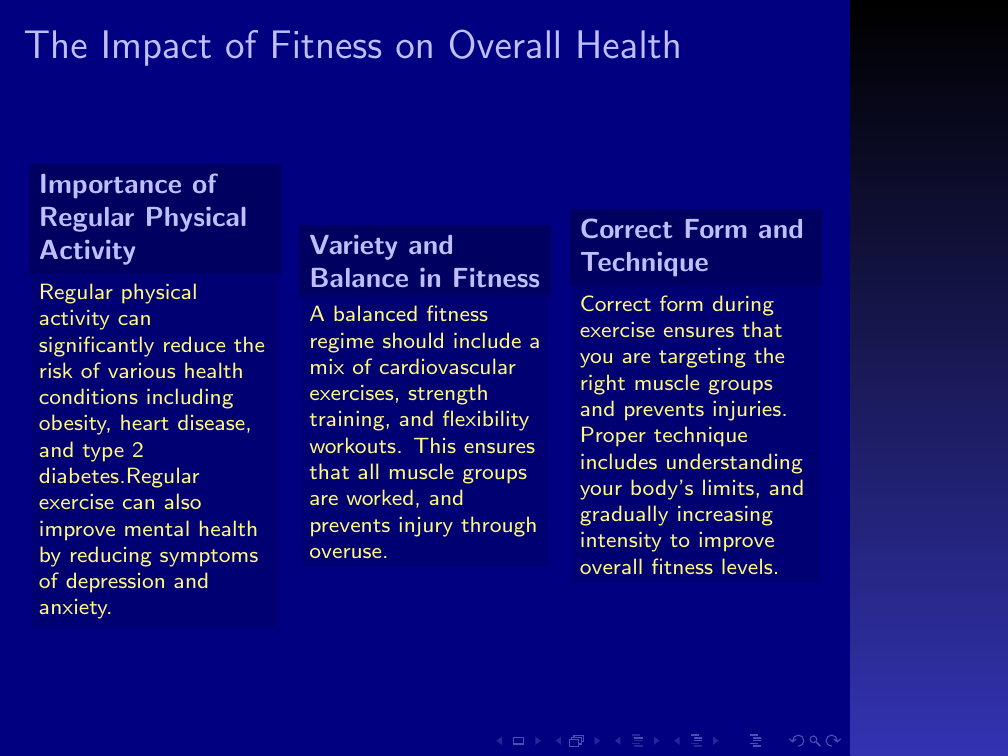 The Impact of Fitness on Overall Health
Importance of
Regular Physical
Activity
Regular physical
activity can
significantly reduce the
risk of various health
conditions including
obesity, heart disease,
and type 2
diabetes.Regular
exercise can also
improve mental health
by reducing symptoms
of depression and
anxiety.
Variety and
Balance in Fitness
A balanced fitness
regime should include a
mix of cardiovascular
exercises, strength
training, and flexibility
workouts. This ensures
that all muscle groups
are worked, and
prevents injury through
overuse.
Correct Form and
Technique
Correct form during
exercise ensures that
you are targeting the
right muscle groups
and prevents injuries.
Proper technique
includes understanding
your body's limits, and
gradually increasing
intensity to improve
overall fitness levels.